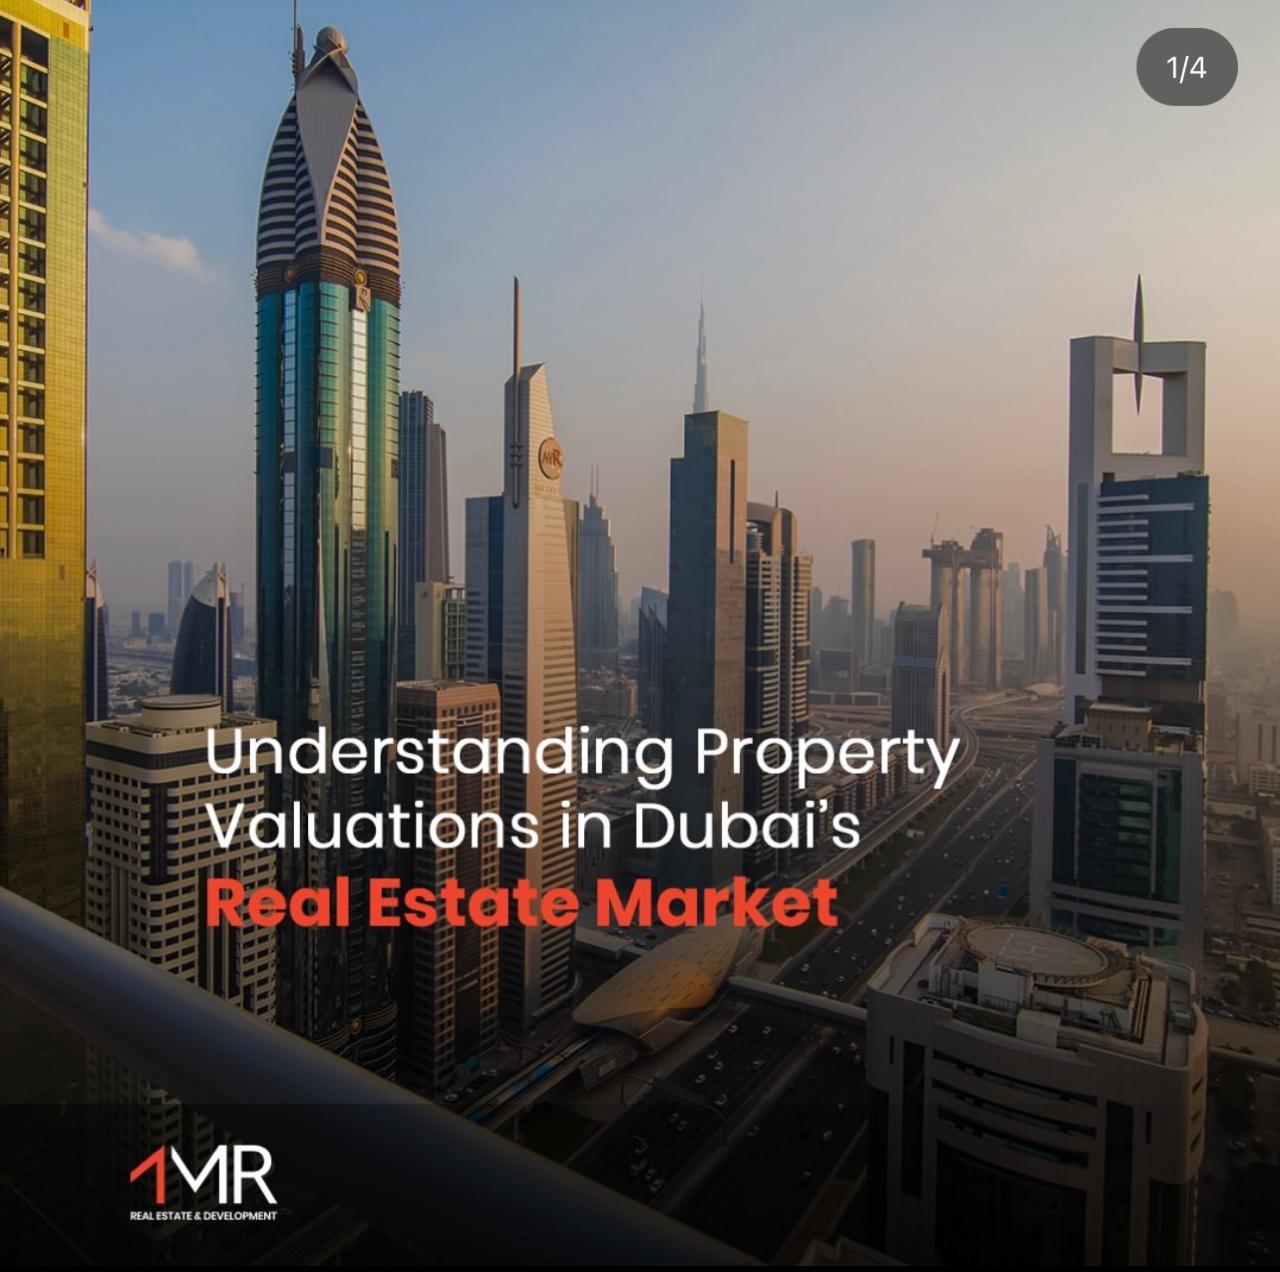 1/4
Understanding Property
Valuations in Dubai's
Real Estate Market
1MR
REAL ESTATE & DEVELOPMENT